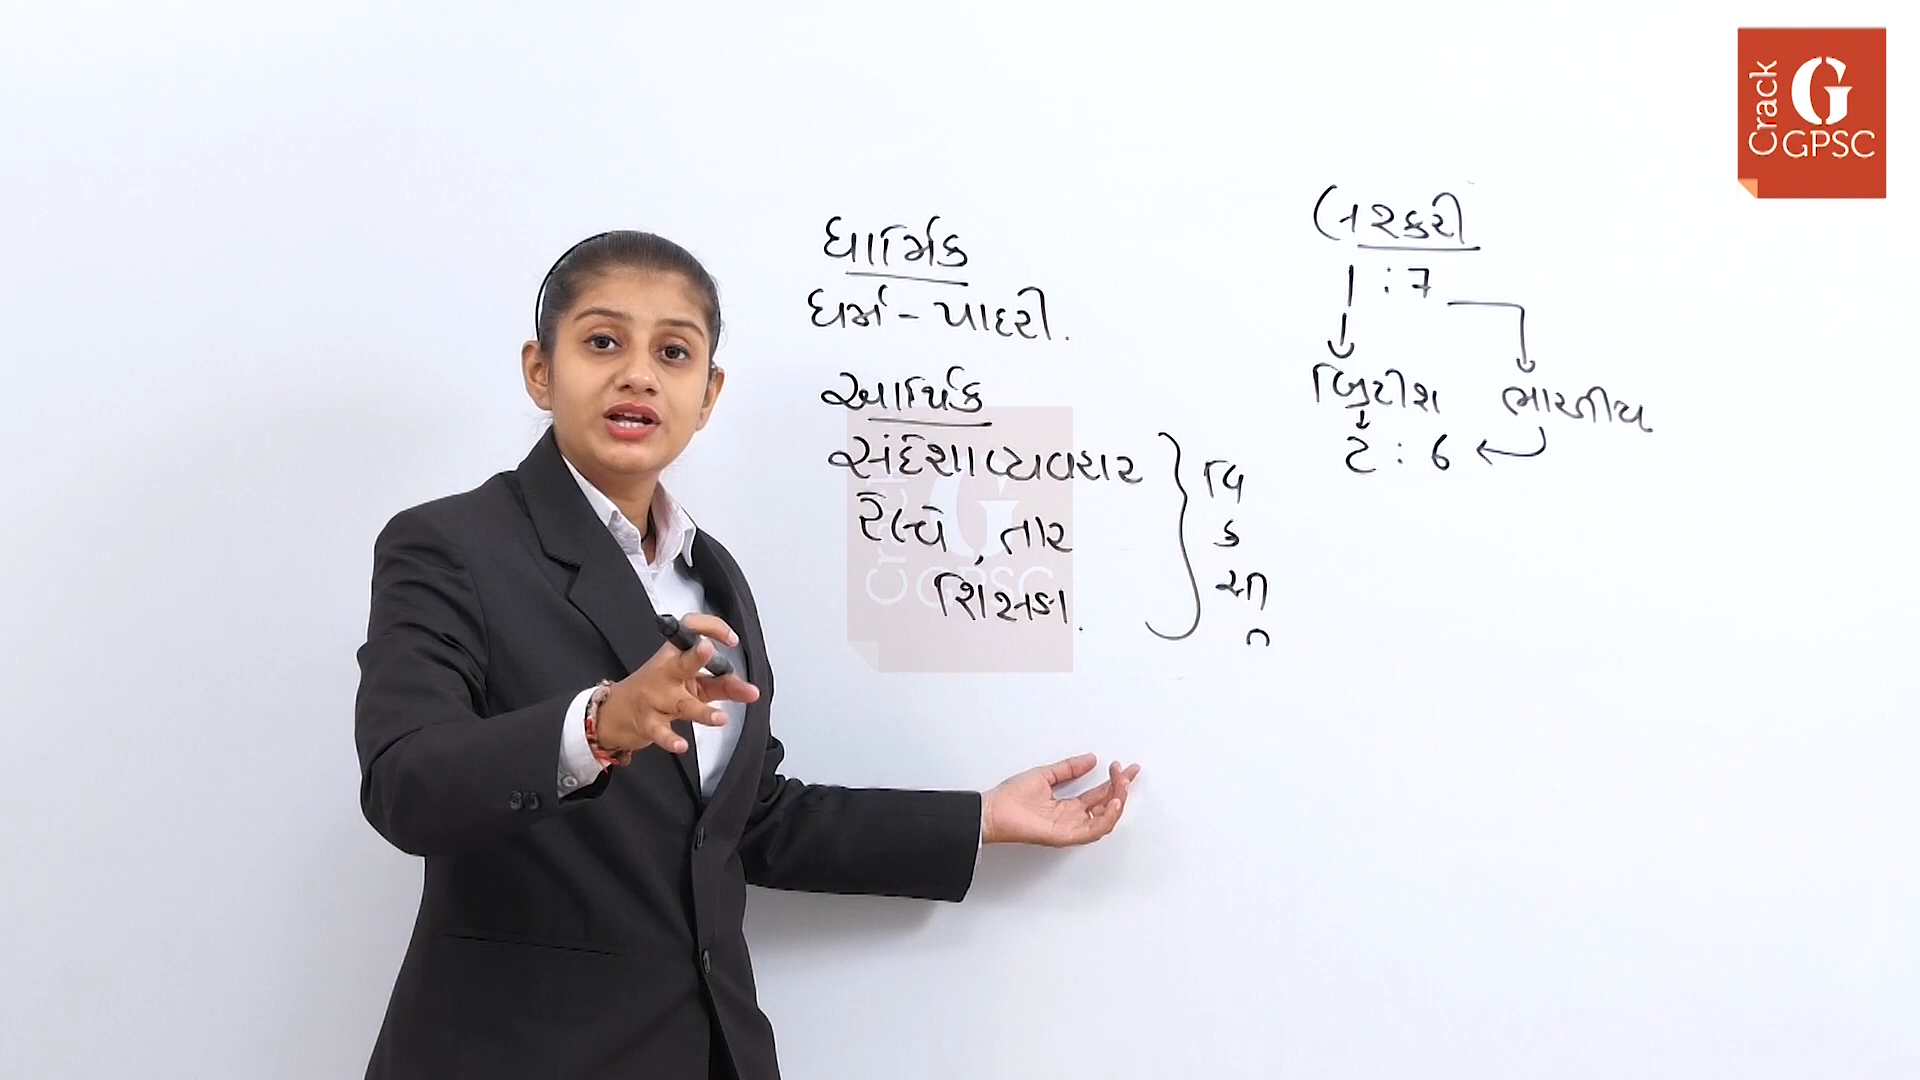 ધાર્મિક
ધર્મ - પાદરી.
આર્થિક
સંદેશાવ્યવહાર
રેલ્વે, તાર
વિ
ક
લશ્કરી
1 : 7
બ્રિટીશ ભારતીય
2 : 6
Crack
GPSC